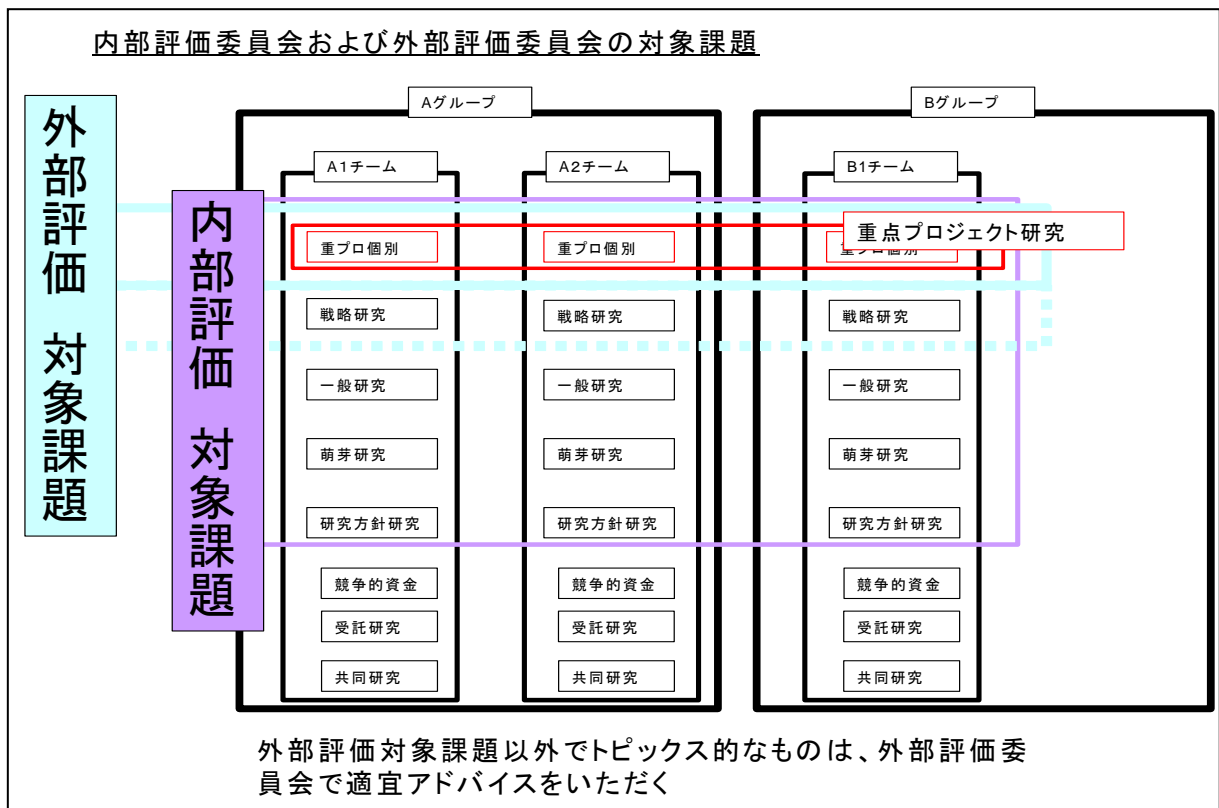 内部評価委員会および外部評価委員会の対象課題
外部評価 対象課題
内部評価 対象課題
Aグループ
Bグループ
A1チーム
A2チーム
B1チーム
重点プロジェクト研究
重プロ個別
重プロ個別
重プロ個別
戦略研究
戦略研究
戦略研究
一般研究
一般研究
一般研究
萌芽研究
萌芽研究
萌芽研究
研究方針研究
研究方針研究
研究方針研究
競争的資金
競争的資金
競争的資金
受託研究
受託研究
受託研究
共同研究
共同研究
共同研究
外部評価対象課題以外でトピックス的なものは、外部評価委
員会で適宜アドバイスをいただく